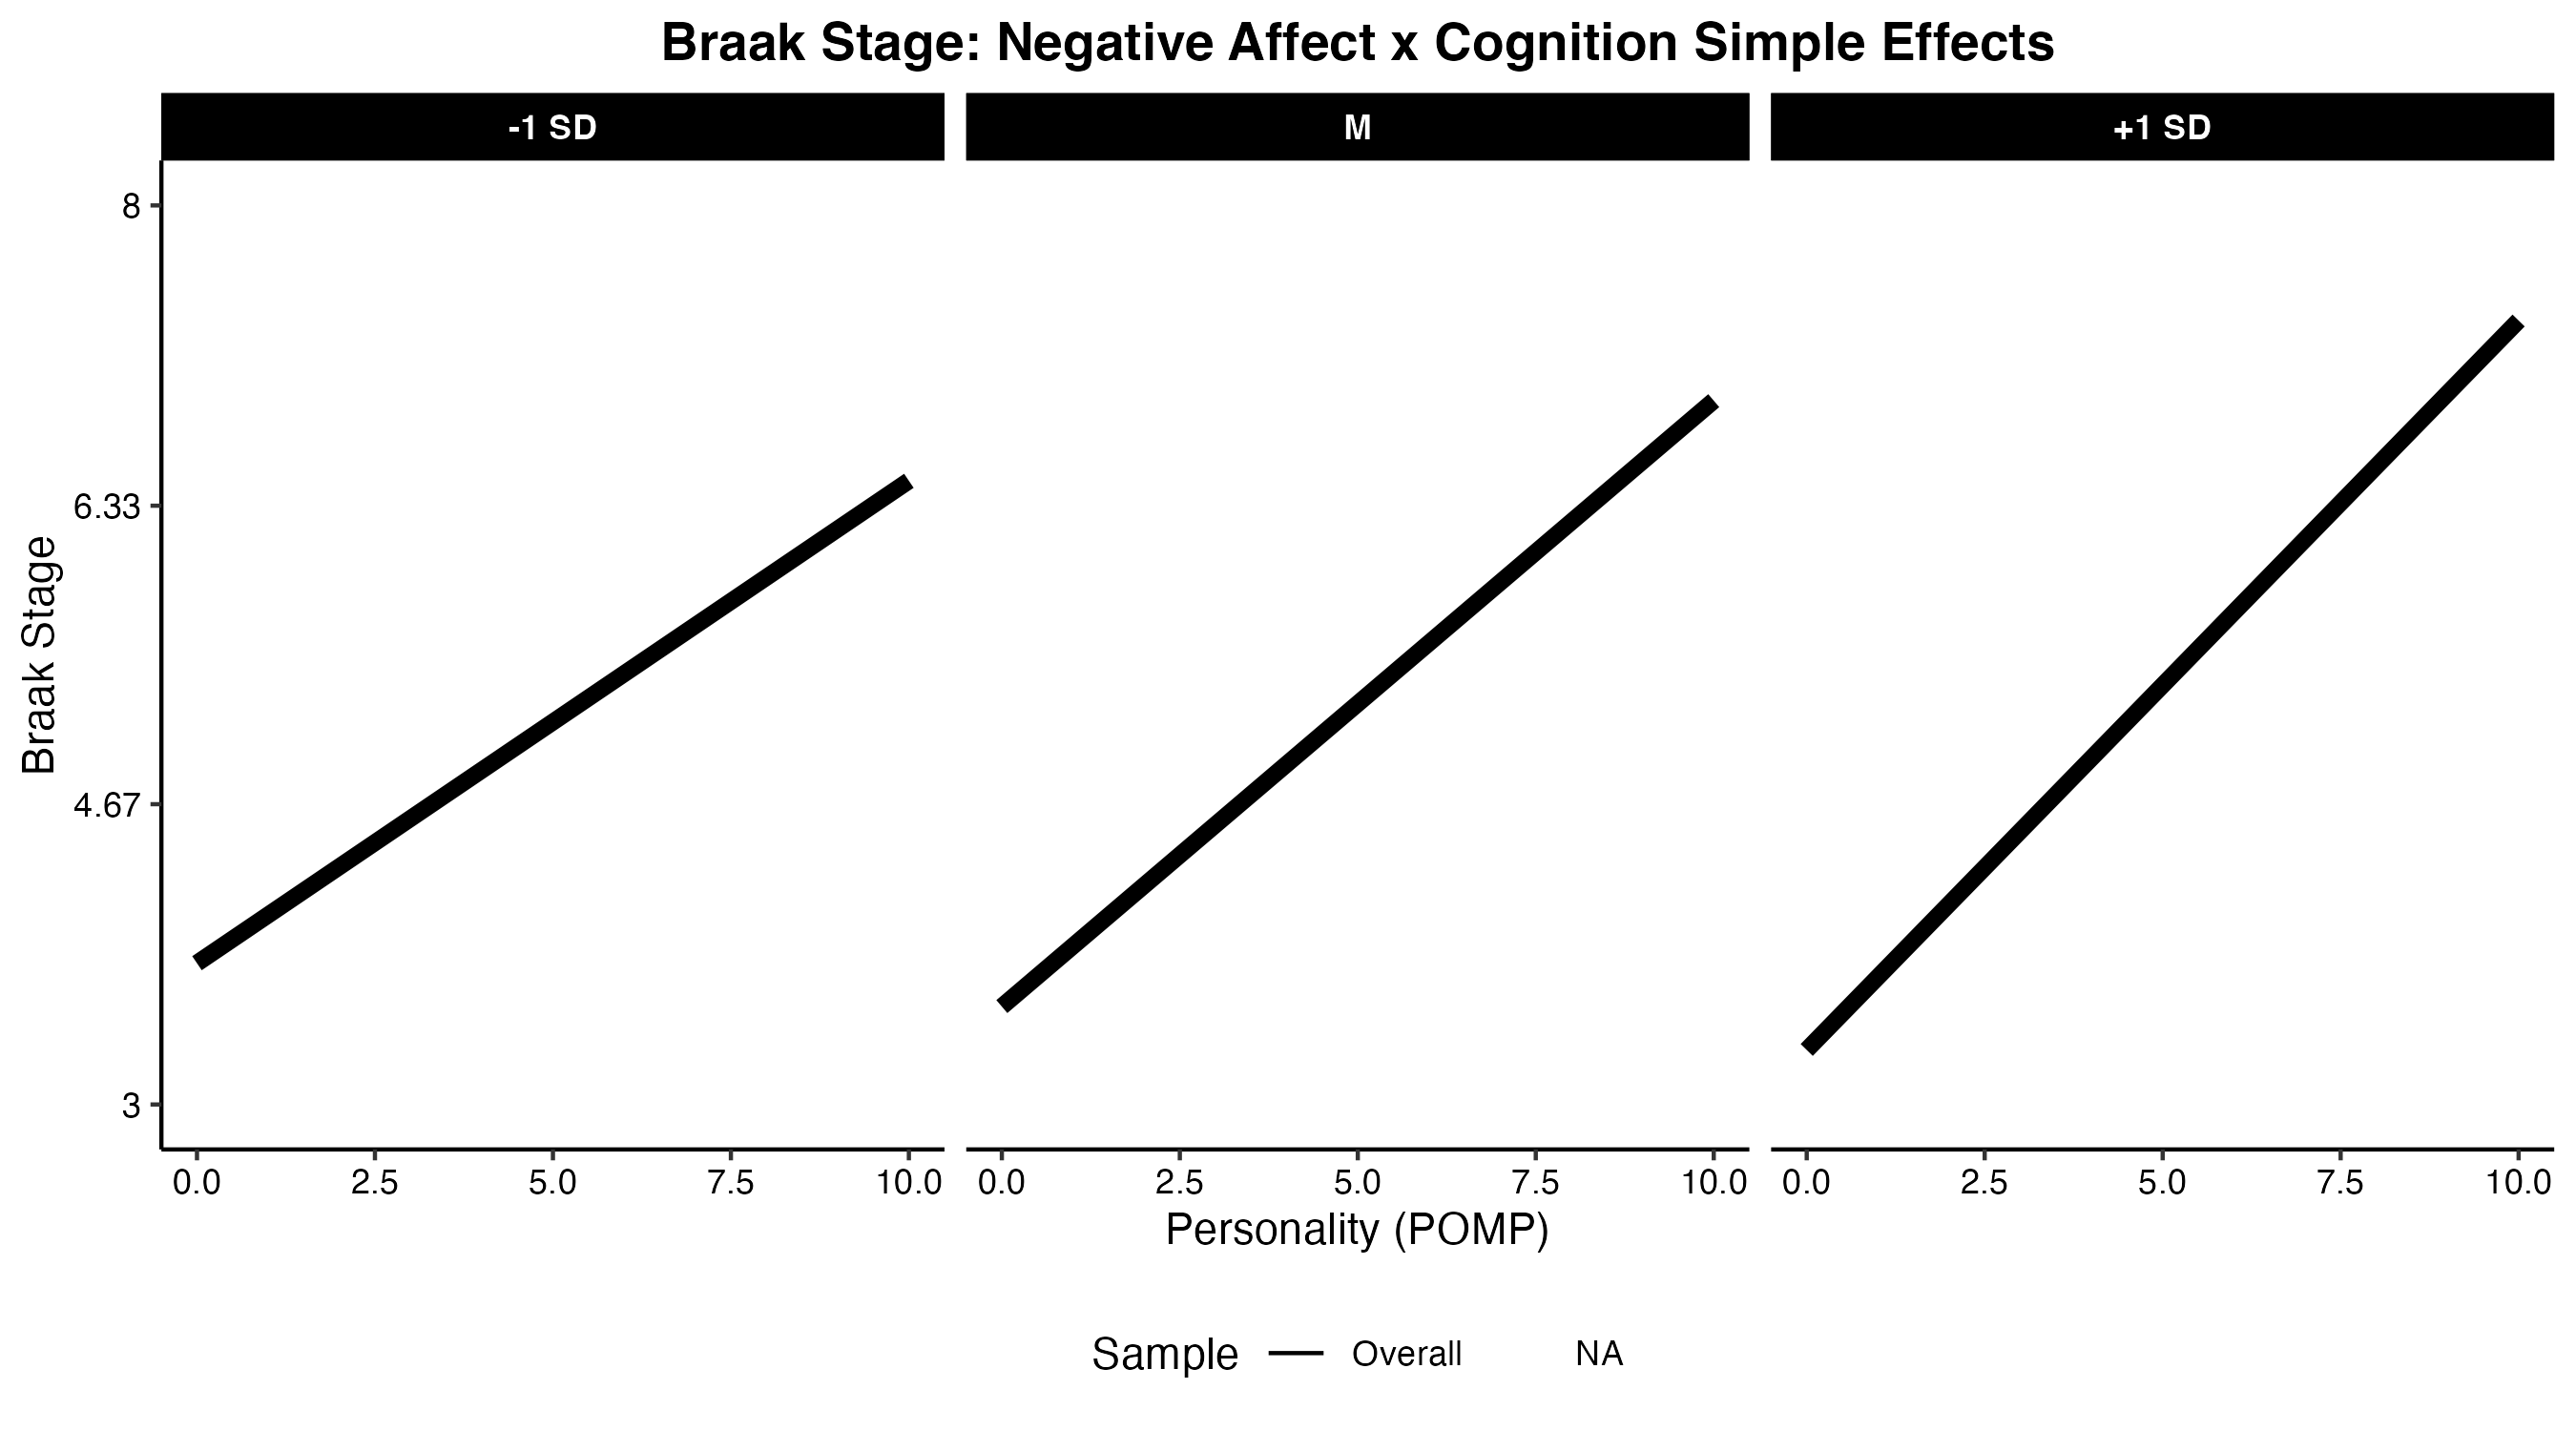 Braak Stage: Negative Affect x Cognition Simple Effects
-1 SD M +1 SD
8
6.33
4.67
3
Braak Stage
0.0 2.5 5.0 7.5 10.0 0.0 2.5 5.0 7.5 10.0 0.0 2.5 5.0 7.5 10.0
Personality (POMP)
Sample Overall NA